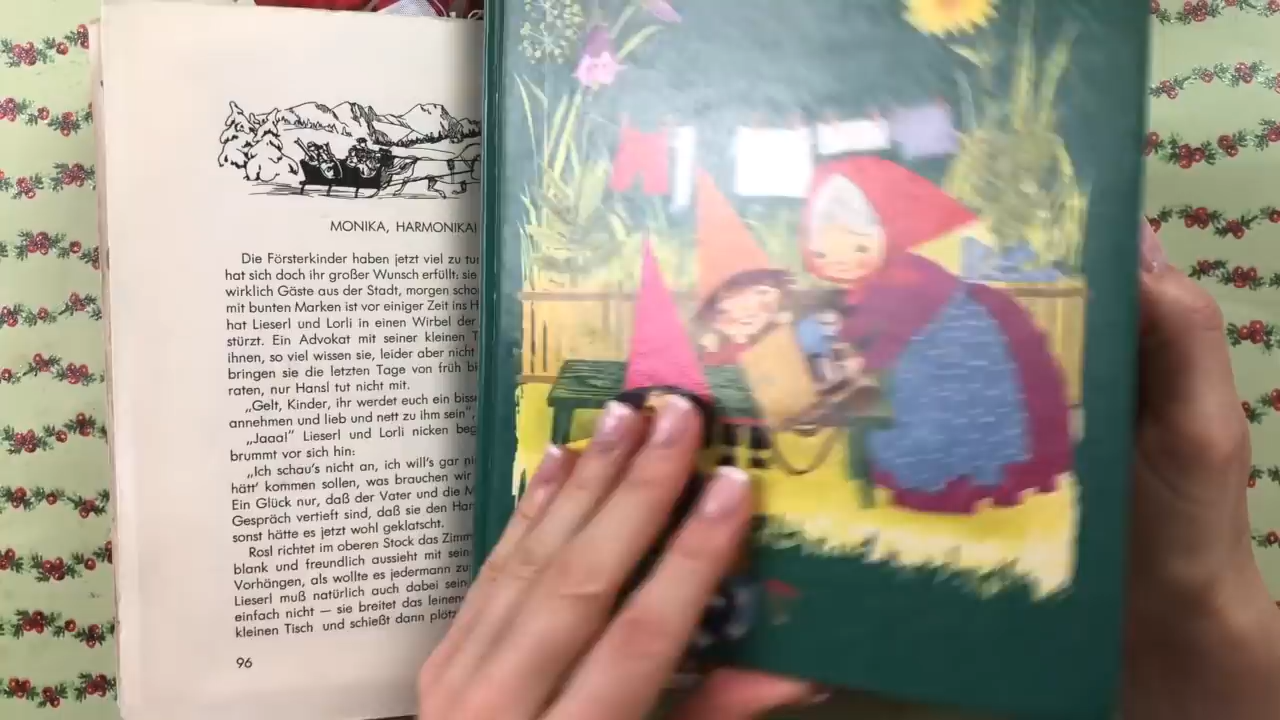 MONIKA, HARMONIKA
Die Försterkinder haben jetzt viel zu tun
hat sich doch ihr großer Wunsch erfüllt: sie
wirklich Gäste aus der Stadt, morgen scho
mit bunten Marken ist vor einiger Zeit ins H
hat Lieserl und Lorli in einen Wirbel der
stürzt. Ein Advokat mit seiner kleinen T
ihnen, so viel wissen sie, leider aber nicht
bringen sie die letzten Tage von früh bi
raten, nur Hansl tut nicht mit.
„Gelt, Kinder, ihr werdet euch ein biss
annehmen und lieb und nett zu ihm sein",
„Jaaa!" Lieserl und Lorli nicken beg
brummt vor sich hin:
„Ich schau's nicht an, ich will's gar ni
hätt' kommen sollen, was brauchen wir
Ein Glück nur, daß der Vater und die M
Gespräch vertieft sind, daß sie den Han
sonst hätte es jetzt wohl geklatscht.
Rosl richtet im oberen Stock das Zimm
blank und freundlich aussieht mit sein
Vorhängen, als wollte es jedermann zu
Lieserl muß natürlich auch dabei sein,
einfach nicht — sie breitet das leinen
kleinen Tisch und schießt dann plötz
96